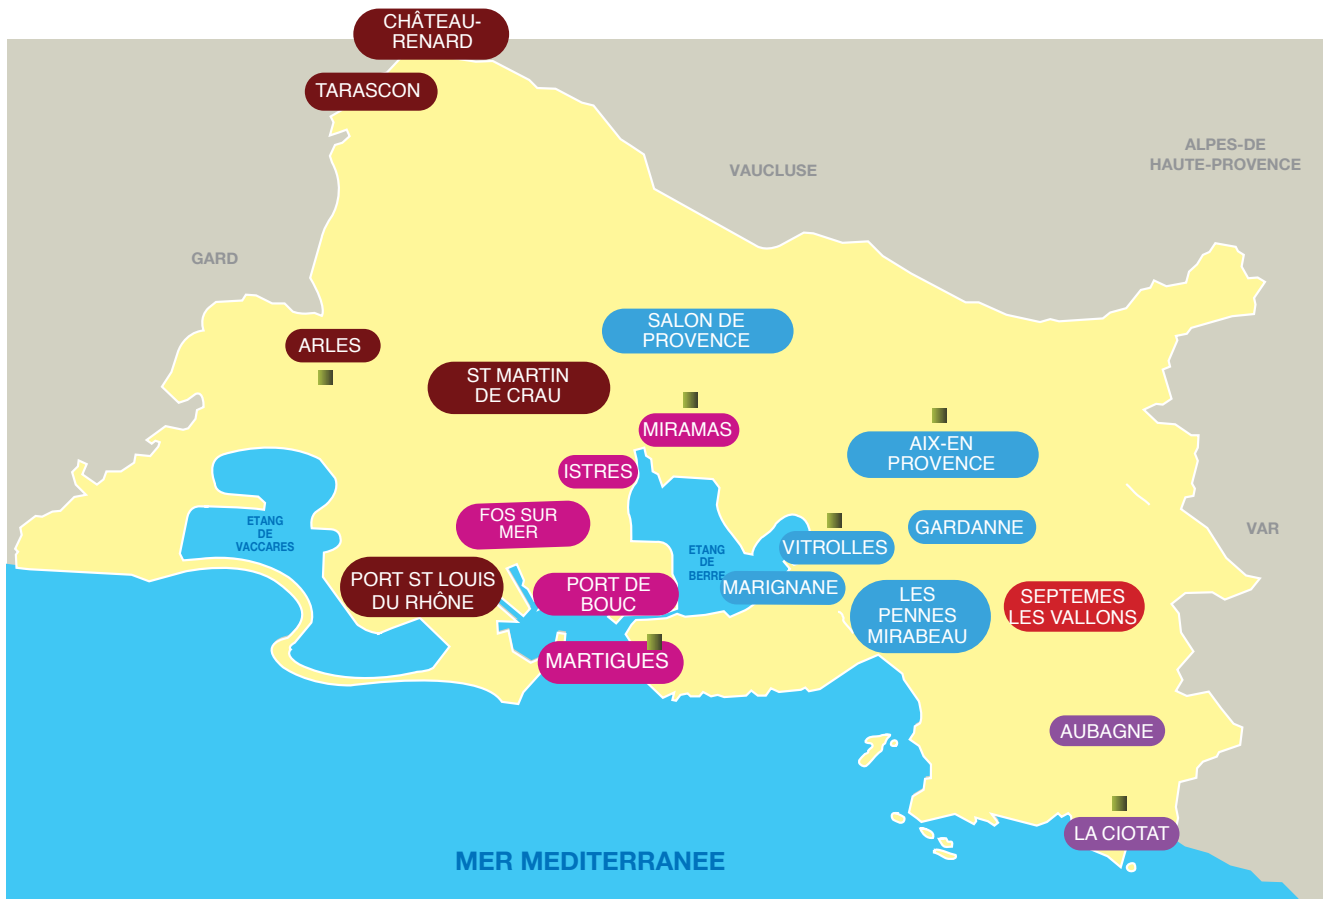 CHÂTEAU-
RENARD
TARASCON
ALPES-DE
HAUTE-PROVENCE
VAUCLUSE
GARD
SALON DE
PROVENCE
ARLES
ST MARTIN
DE CRAU
MIRAMAS
AIX-EN
PROVENCE
ISTRES
FOS SUR
MER
ETANG
DE
VACCARES
GARDANNE
VAR
VITROLLES
ETANG
DE
BERRE
PORT ST LOUIS
DU RHÔNE
PORT DE
BOUC
MARIGNANE
LES
PENNES
MIRABEAU
SEPTEMES
LES VALLONS
MARTIGUES
AUBAGNE
LA CIOTAT
MER MEDITERRANEE